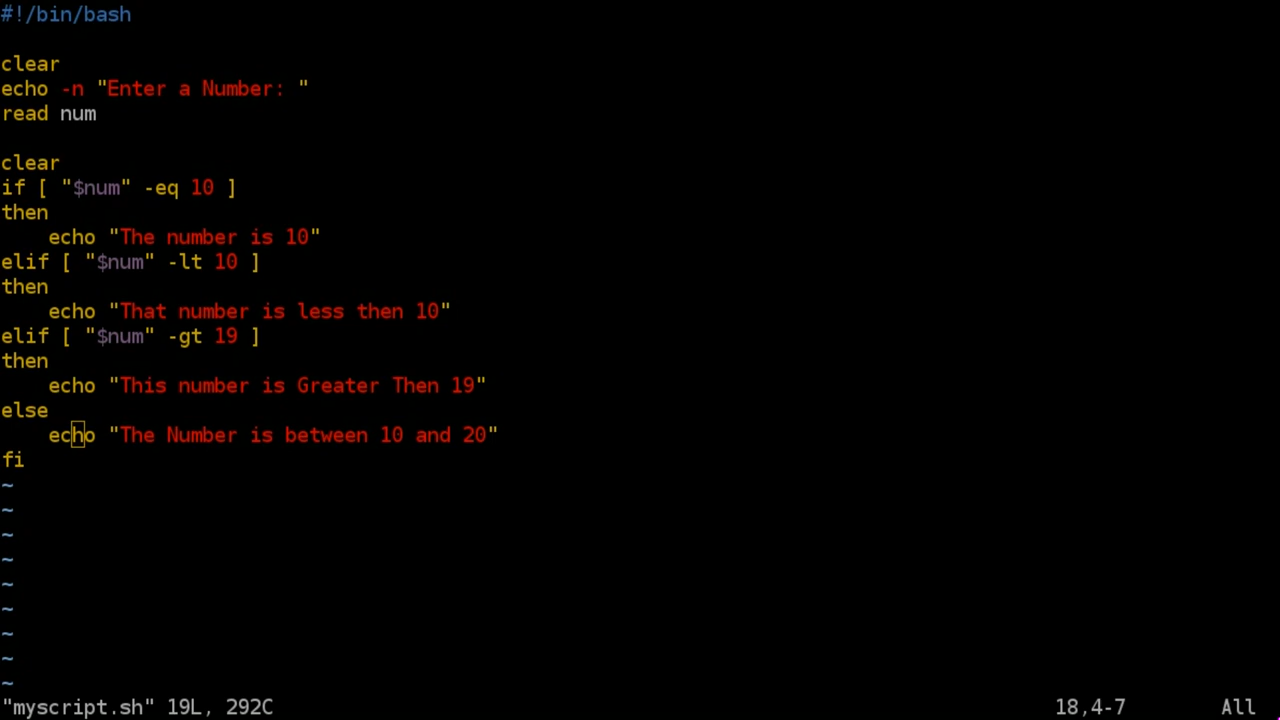 #!/bin/bash

clear
echo -n "Enter a Number: "
read num

clear
if [ "$num" -eq 10 ]
then
    echo "The number is 10"
elif [ "$num" -lt 10 ]
then
    echo "That number is less then 10"
elif [ "$num" -gt 19 ]
then
    echo "This number is Greater Then 19"
else
    echo "The Number is between 10 and 20"
fi
~
~
~
~
~
~
~
~
~
"myscript.sh" 19L, 292C 18,4-7 All